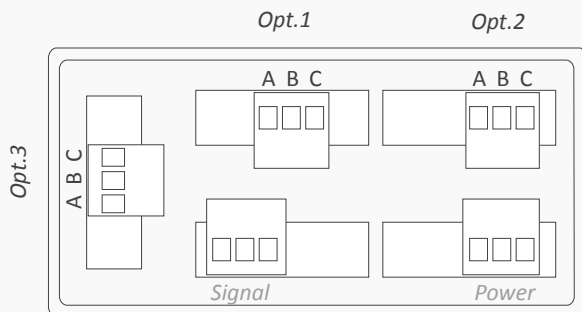 Opt.1 Opt.2
A B C A B C
Opt.3
A B C
Signal Power